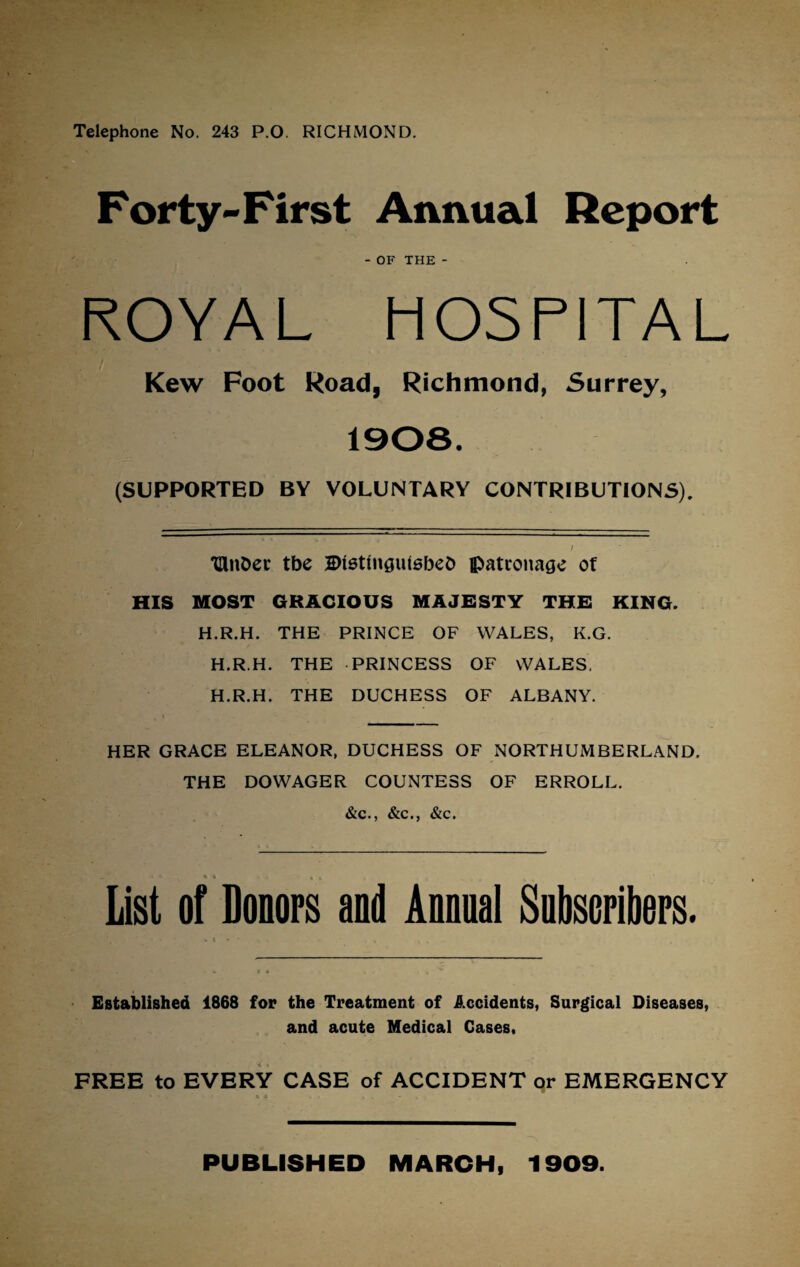 Telephone No. 243 P.O. RICHMOND.
Forty-First Annual Report
- OF THE -
ROYAL HOSPITAL
Kew Foot Road, Richmond, Surrey,
1908.
(SUPPORTED BY VOLUNTARY CONTRIBUTIONS).
Under the Distinguished Patronage of
HIS MOST GRACIOUS MAJESTY THE KING.
H.R.H. THE PRINCE OF WALES, K.G.
H.R.H. THE PRINCESS OF WALES.
H.R.H. THE DUCHESS OF ALBANY.
HER GRACE ELEANOR, DUCHESS OF NORTHUMBERLAND.
THE DOWAGER COUNTESS OF ERROLL.
&c., &c., &c.
List of Donors and Annual Subscribers.
Established 1868 for the Treatment of Accidents, Surgical Diseases,
and acute Medical Cases.
FREE to EVERY CASE of ACCIDENT or EMERGENCY
PUBLISHED MARCH, 1909.